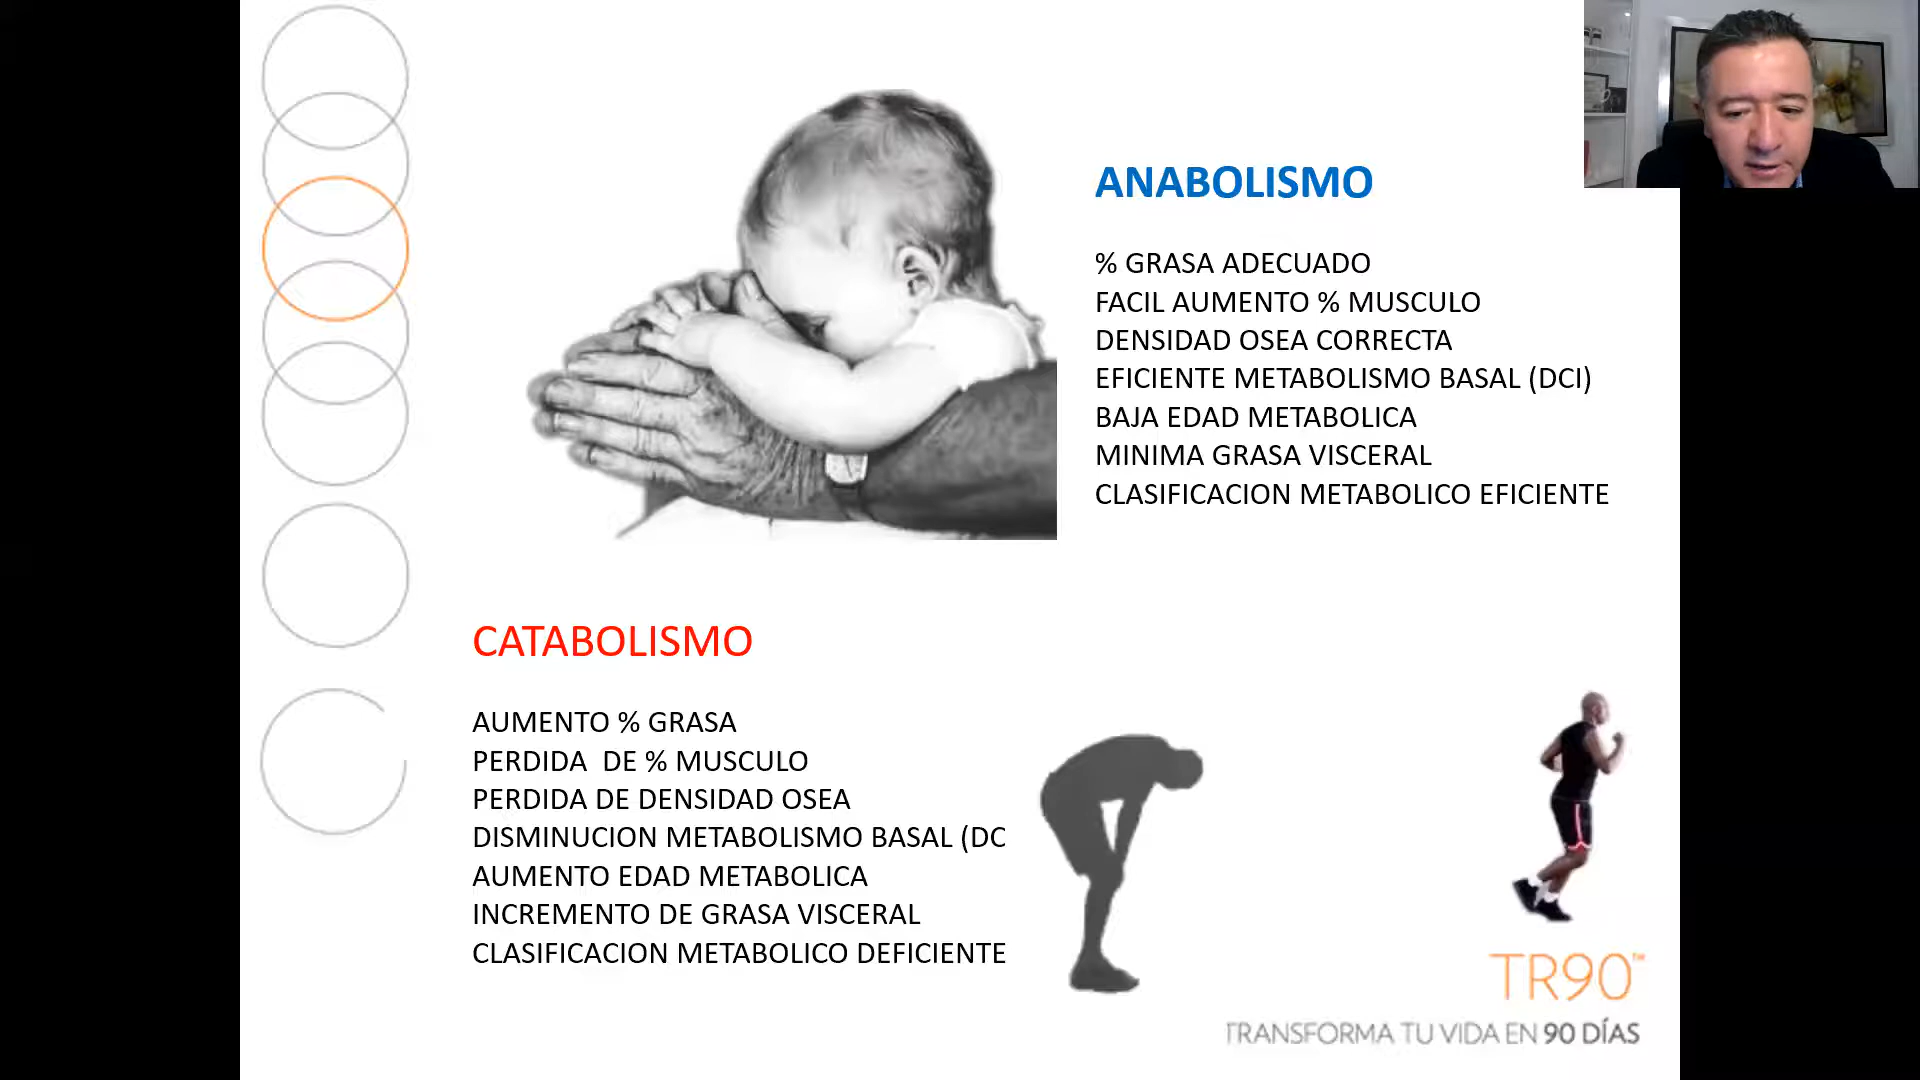 ANABOLISMO
% GRASA ADECUADO
FACIL AUMENTO % MUSCULO
DENSIDAD OSEA CORRECTA
EFICIENTE METABOLISMO BASAL (DCI)
BAJA EDAD METABOLICA
MINIMA GRASA VISCERAL
CLASIFICACION METABOLICO EFICIENTE
CATABOLISMO
AUMENTO % GRASA
PERDIDA DE % MUSCULO
PERDIDA DE DENSIDAD OSEA
DISMINUCION METABOLISMO BASAL (DC
AUMENTO EDAD METABOLICA
INCREMENTO DE GRASA VISCERAL
CLASIFICACION METABOLICO DEFICIENTE
TR90™
TRANSFORMA TU VIDA EN 90 DÍAS